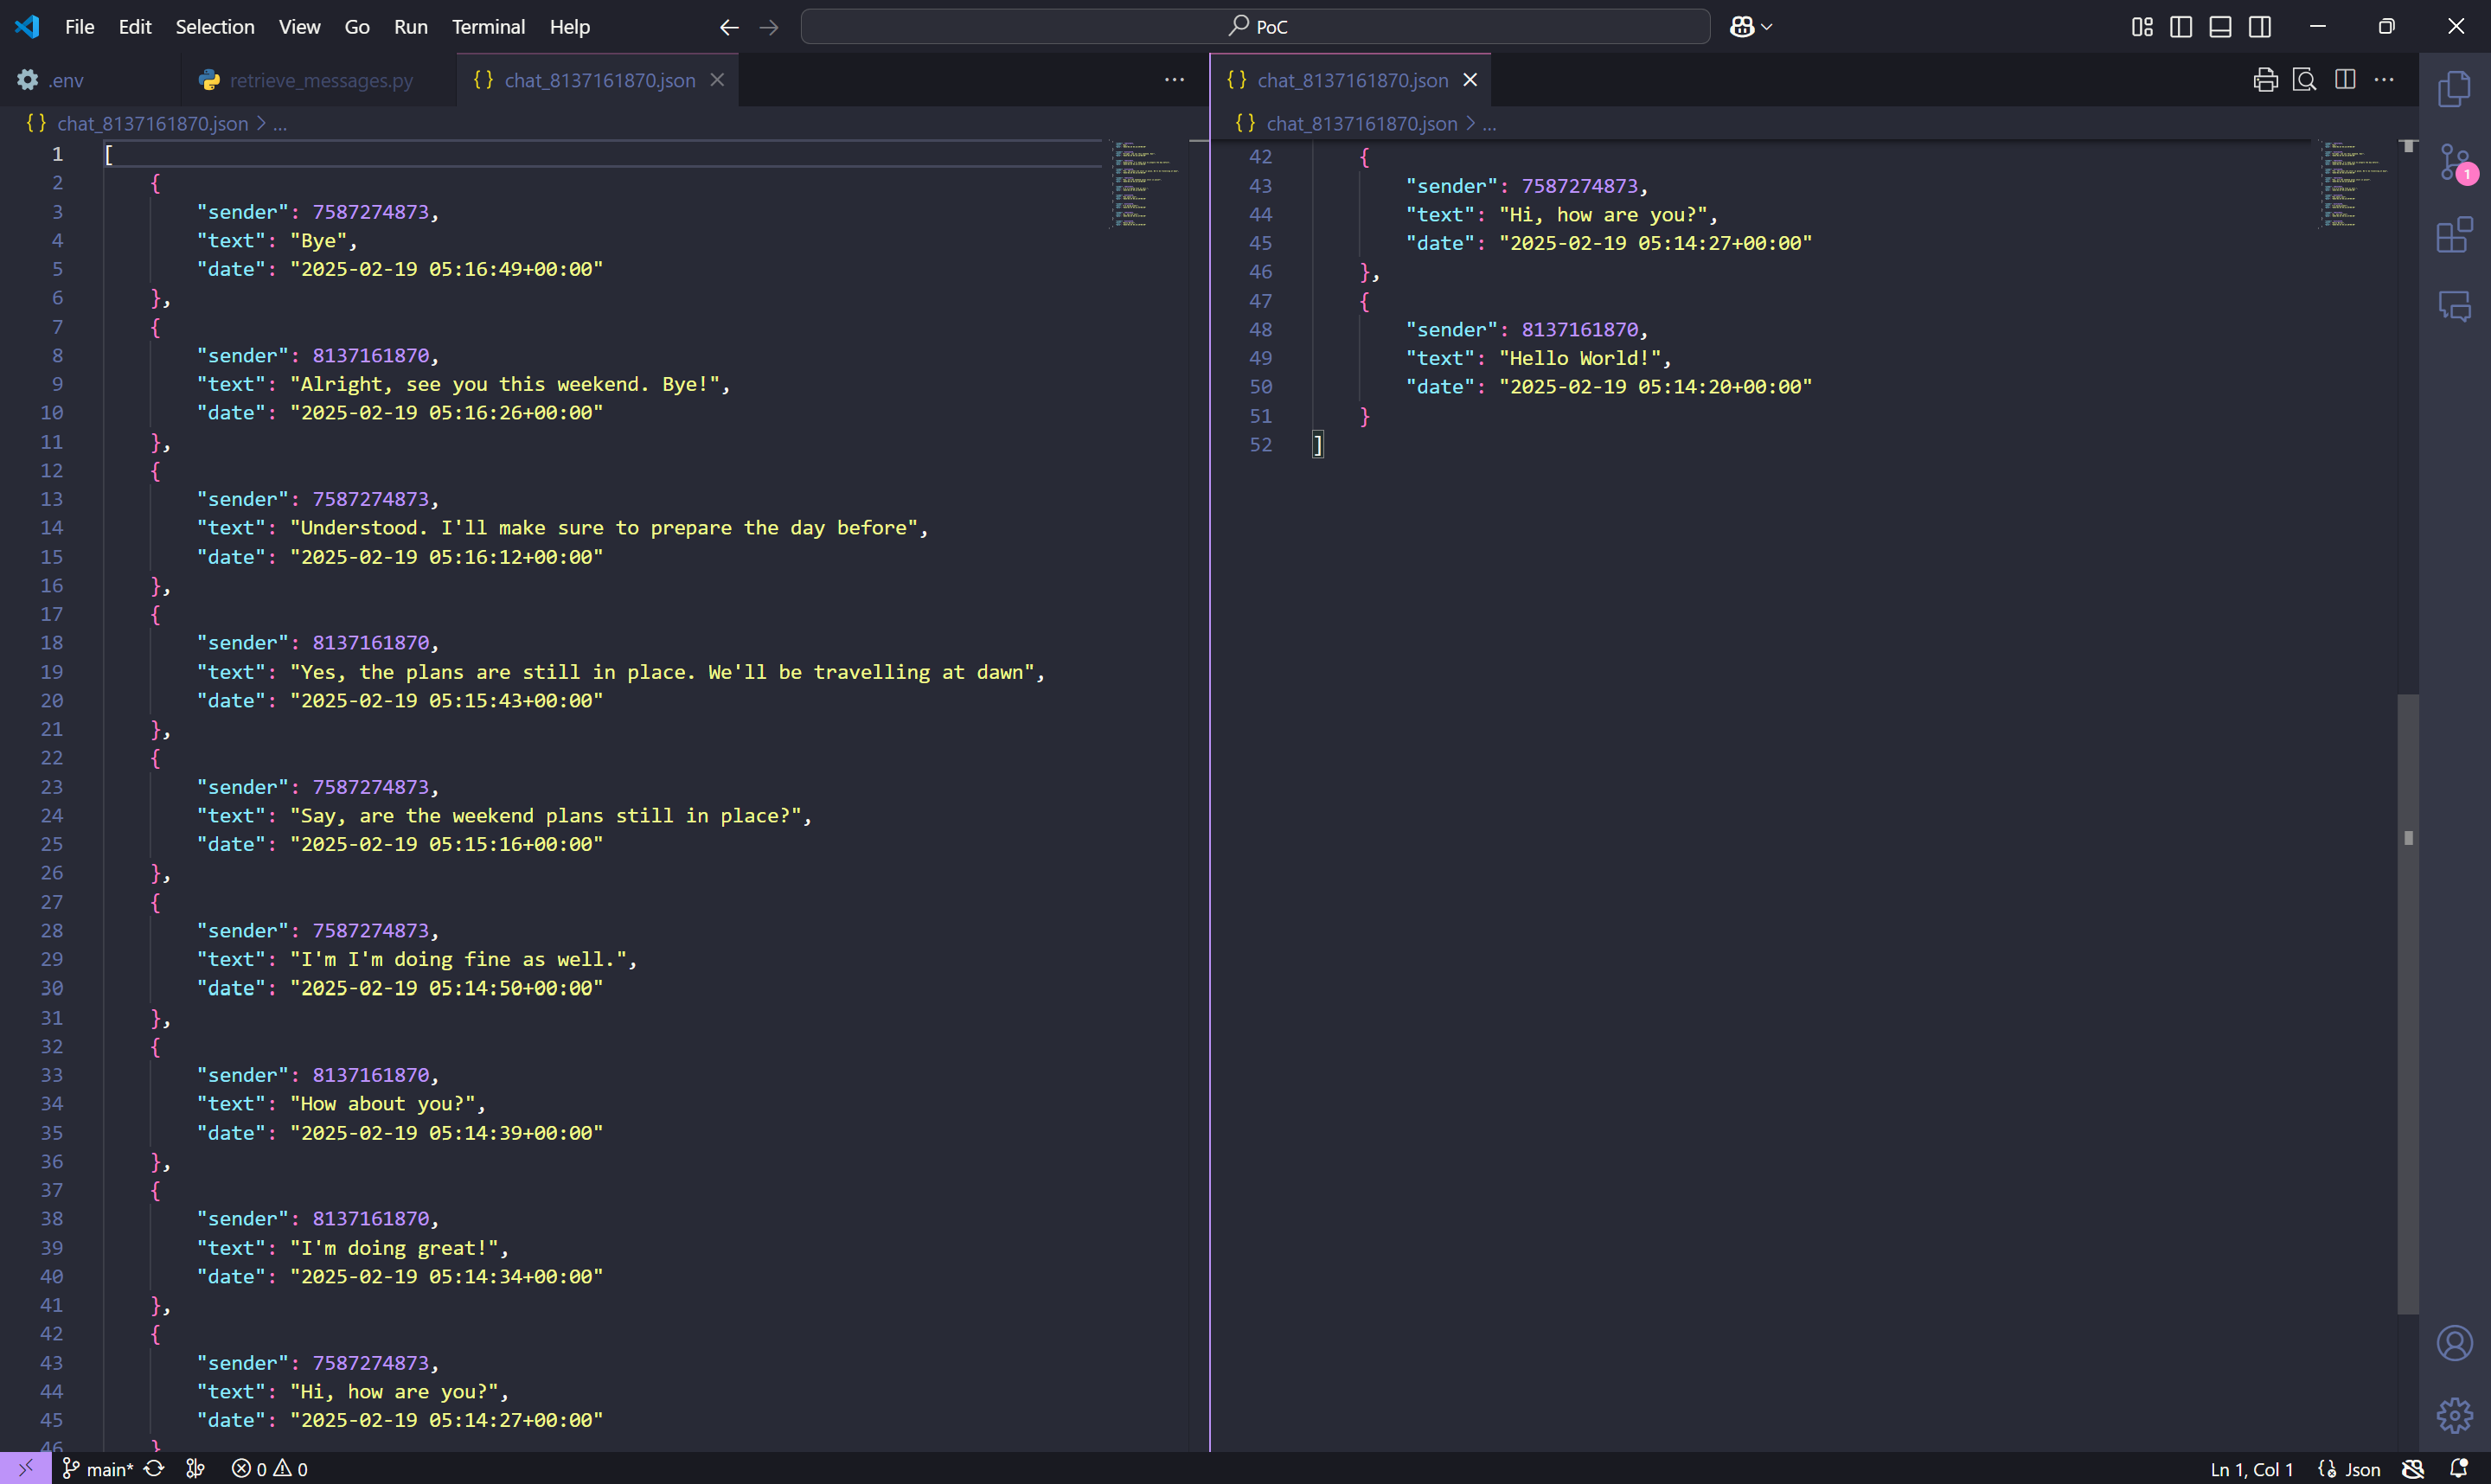 File Edit Selection View Go Run Terminal Help
PoC
.env
retrieve_messages.py
{} chat_8137161870.json
{} chat_8137161870.json > ...
1 [
2 {
3 "sender": 7587274873,
4 "text": "Bye",
5 "date": "2025-02-19 05:16:49+00:00"
6 },
7 {
8 "sender": 8137161870,
9 "text": "Alright, see you this weekend. Bye!",
10 "date": "2025-02-19 05:16:26+00:00"
11 },
12 {
13 "sender": 7587274873,
14 "text": "Understood. I'll make sure to prepare the day before",
15 "date": "2025-02-19 05:16:12+00:00"
16 },
17 {
18 "sender": 8137161870,
19 "text": "Yes, the plans are still in place. We'll be travelling at dawn",
20 "date": "2025-02-19 05:15:43+00:00"
21 },
22 {
23 "sender": 7587274873,
24 "text": "Say, are the weekend plans still in place?",
25 "date": "2025-02-19 05:15:16+00:00"
26 },
27 {
28 "sender": 7587274873,
29 "text": "I'm I'm doing fine as well.",
30 "date": "2025-02-19 05:14:50+00:00"
31 },
32 {
33 "sender": 8137161870,
34 "text": "How about you?",
35 "date": "2025-02-19 05:14:39+00:00"
36 },
37 {
38 "sender": 8137161870,
39 "text": "I'm doing great!",
40 "date": "2025-02-19 05:14:34+00:00"
41 },
42 {
43 "sender": 7587274873,
44 "text": "Hi, how are you?",
45 "date": "2025-02-19 05:14:27+00:00"
46 }
{} chat_8137161870.json
{} chat_8137161870.json > ...
42 {
43 "sender": 7587274873,
44 "text": "Hi, how are you?",
45 "date": "2025-02-19 05:14:27+00:00"
46 },
47 {
48 "sender": 8137161870,
49 "text": "Hello World!",
50 "date": "2025-02-19 05:14:20+00:00"
51 }
52 ]
1
main* 0 0
Ln 1, Col 1 Json